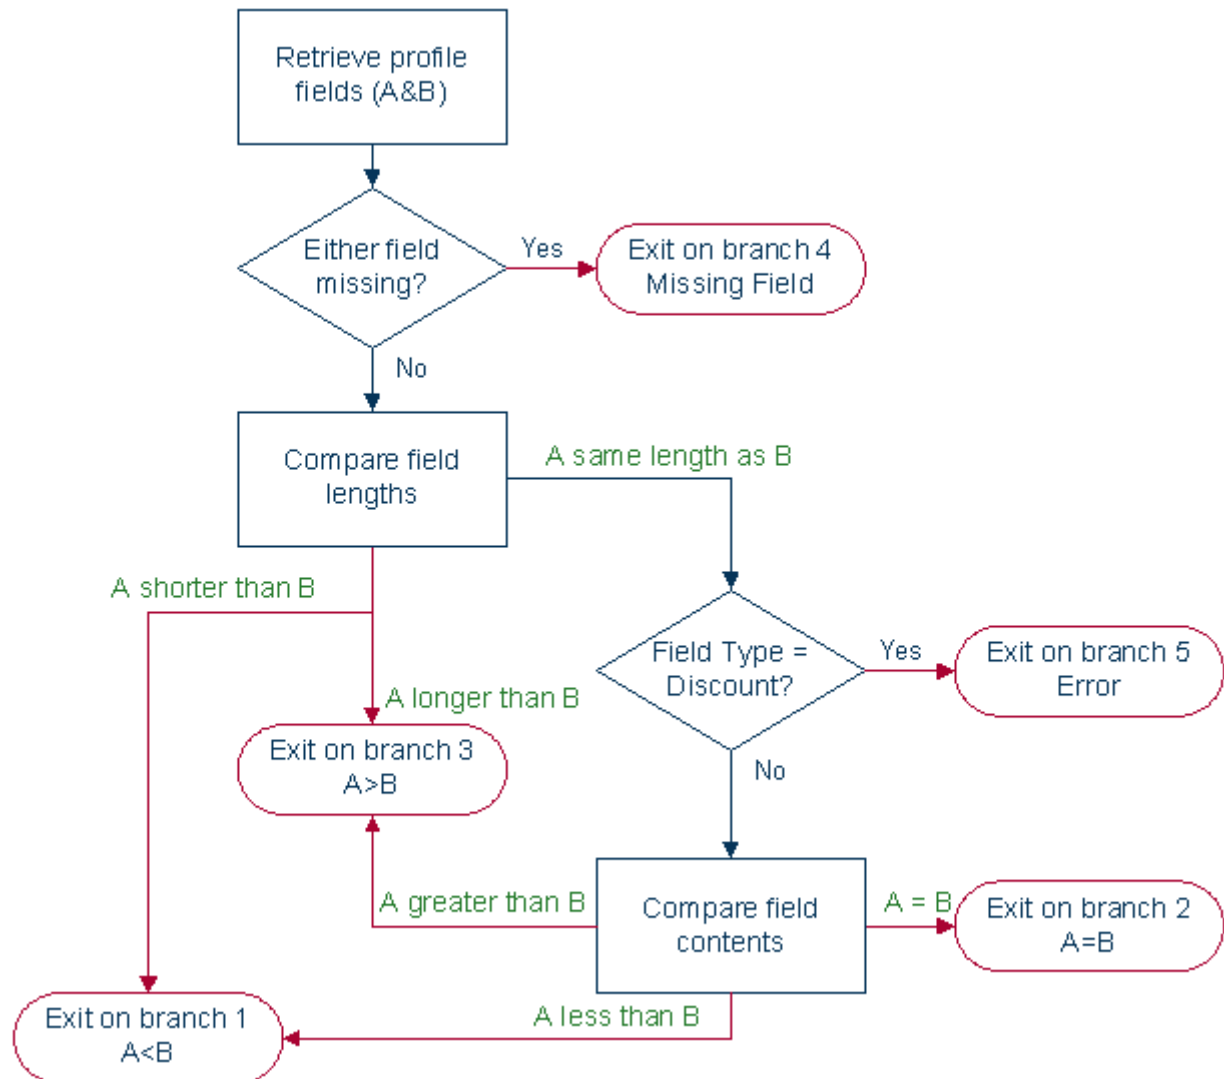 Retrieve profile
fields (A&B)
Either field
missing?
Yes
Exit on branch 4
Missing Field
No
Compare field
lengths
A same length as B
A shorter than B
Field Type =
Discount?
Yes
Exit on branch 5
Error
A longer than B
Exit on branch 3
A>B
No
A greater than B
Compare field
contents
A = B
Exit on branch 2
A=B
A less than B
Exit on branch 1
A<B